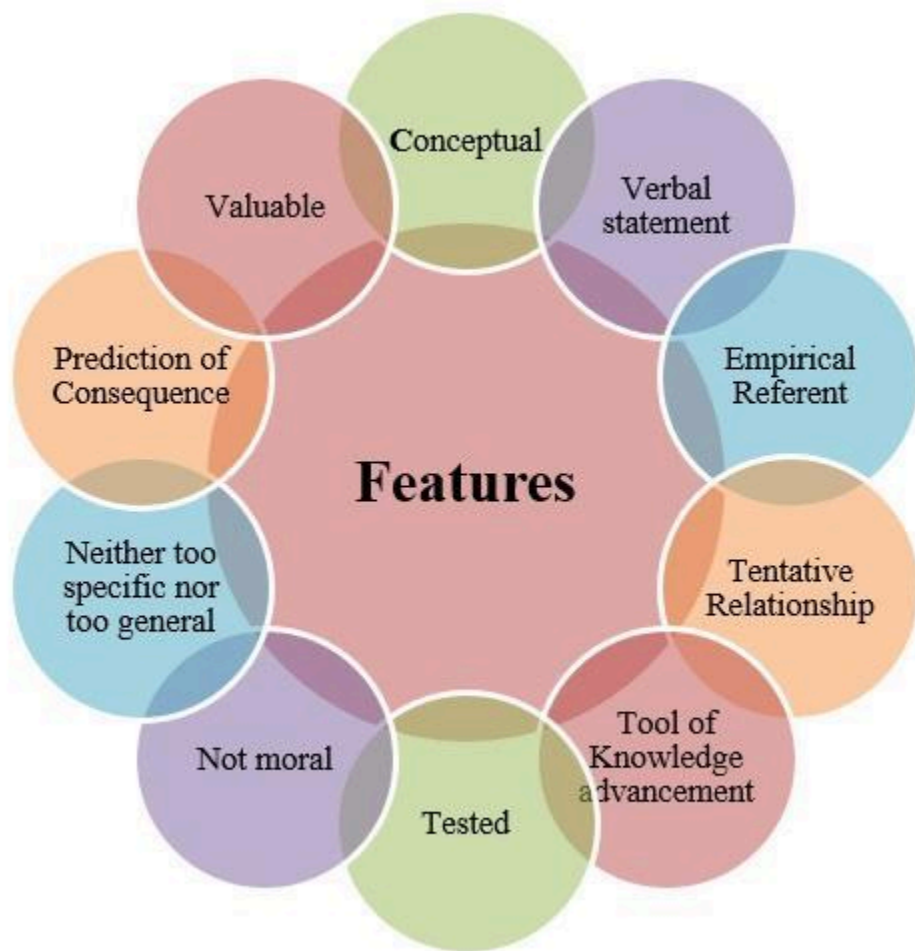 Conceptual
Verbal
statement
Empirical
Referent
Tentative
Relationship
Tool of
Knowledge
advancement
Tested
Not moral
Neither too
specific nor
too general
Prediction of
Consequence
Valuable
Features